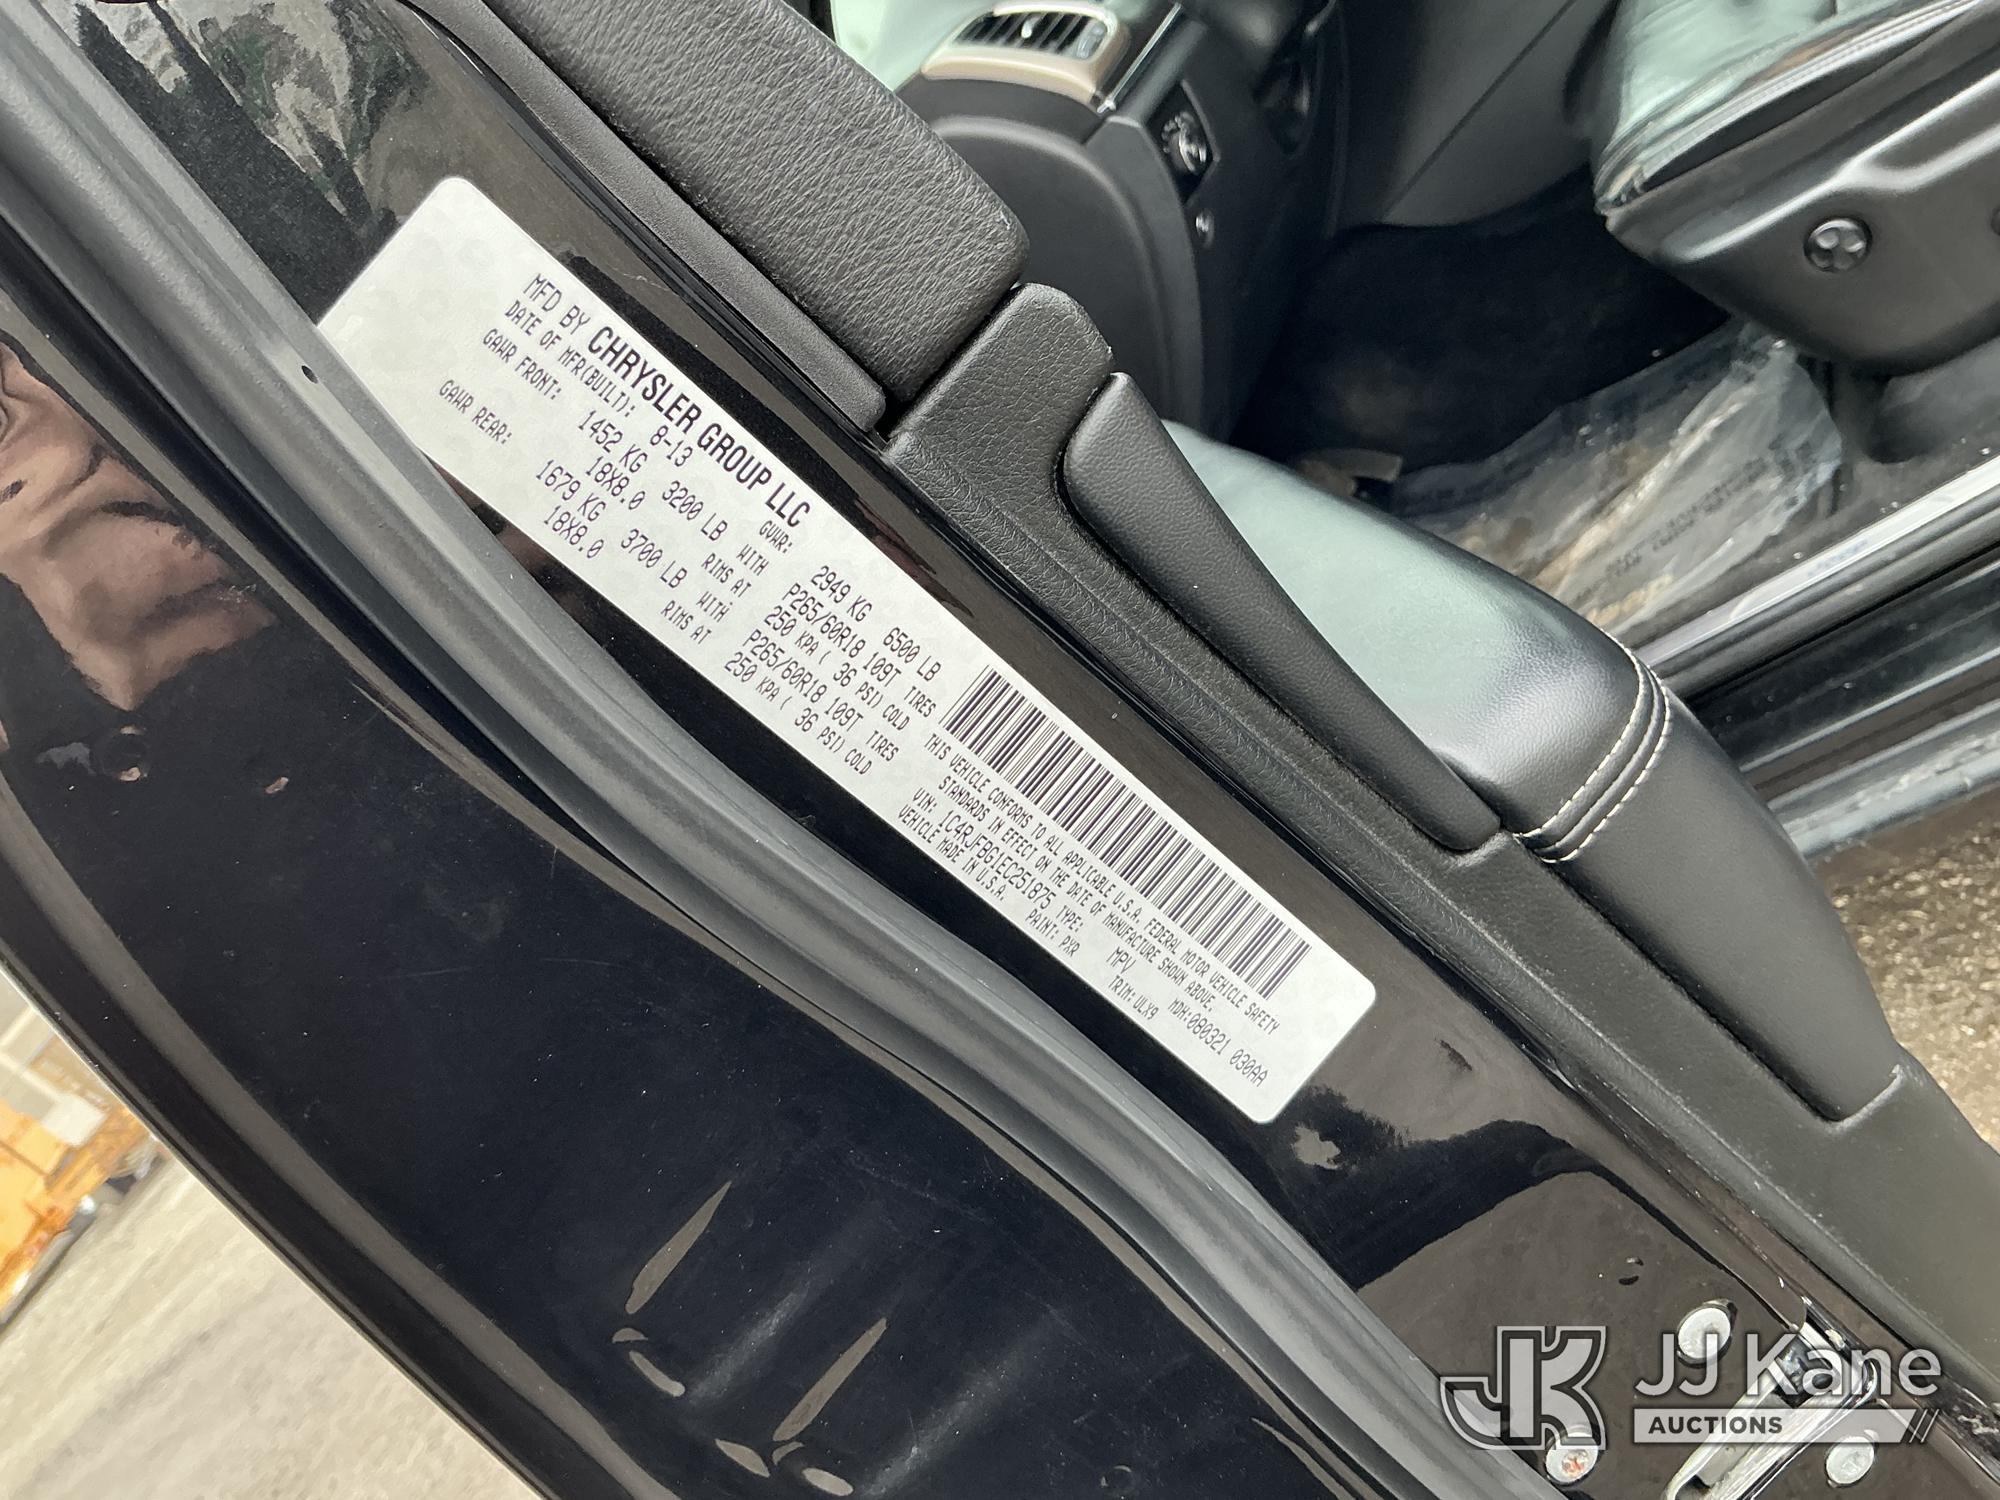 MFD BY CHRYSLER GROUP LLC
DATE OF MFR(BUILT): 8-13 GVWR: 2949 KG 6500 LB
GAWR FRONT: 1452 KG 3200 LB WITH P265/60R18 109T TIRES
18X8.0 RIMS AT 250 KPA ( 36 PSI) COLD
GAWR REAR: 1679 KG 3700 LB WITH P265/60R18 109T TIRES
18X8.0 RIMS AT 250 KPA ( 36 PSI) COLD
THIS VEHICLE CONFORMS TO ALL APPLICABLE U.S.A. FEDERAL MOTOR VEHICLE SAFETY
STANDARDS IN EFFECT ON THE DATE OF MANUFACTURE SHOWN ABOVE.
VIN: 1C4RJFBG1EC251875 TYPE: MPV MDH:080321 030AA
VEHICLE MADE IN U.S.A. PAINT: PXR TRIM: ULX9
JK JJ Kane
AUCTIONS